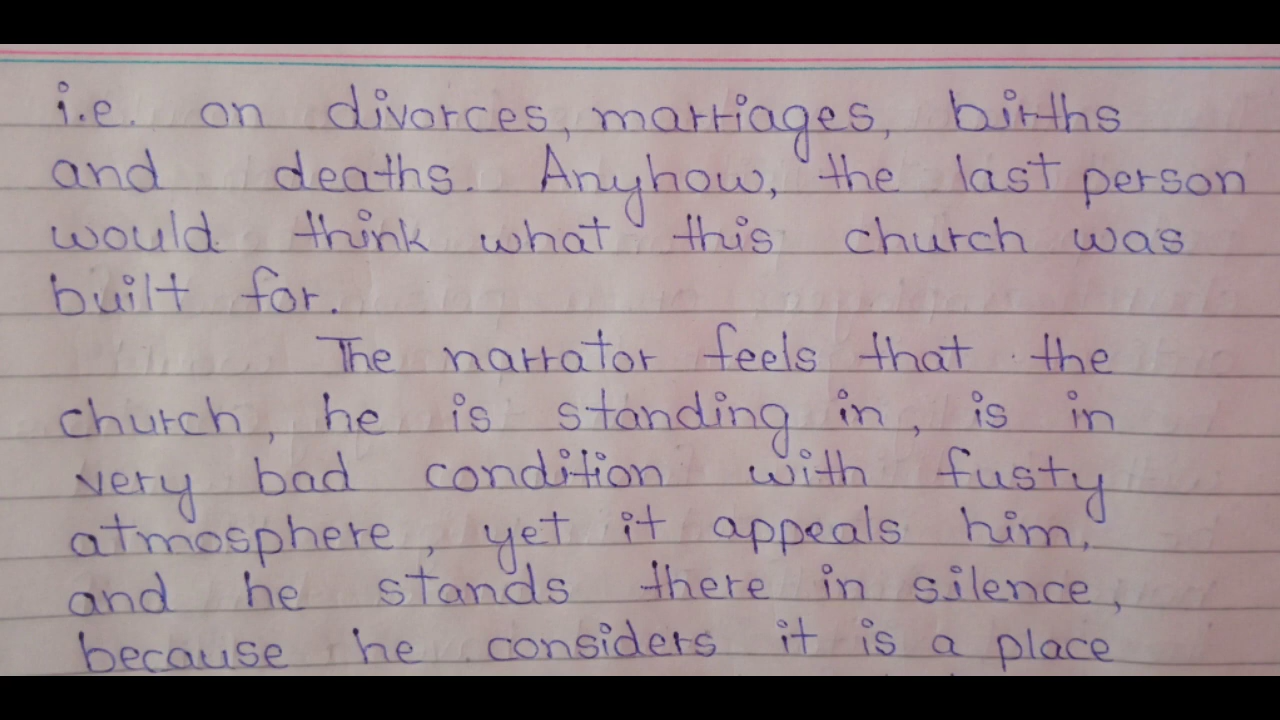 i.e. on divorces, marriages, births
and deaths. Anyhow, the last person
would think what this church was
built for.
The narrator feels that the
church, he is standing in, is in
very bad condition with fusty
atmosphere, yet it appeals him,
and he stands there in silence,
because he considers it is a place